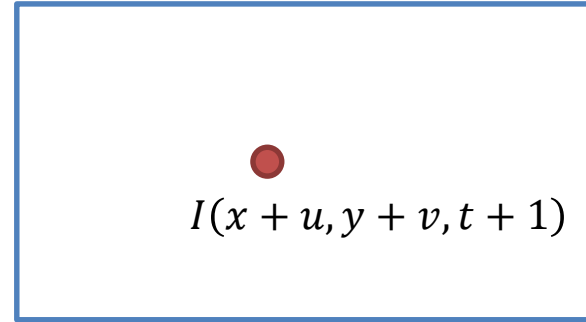 I(x + u, y + v, t + 1)